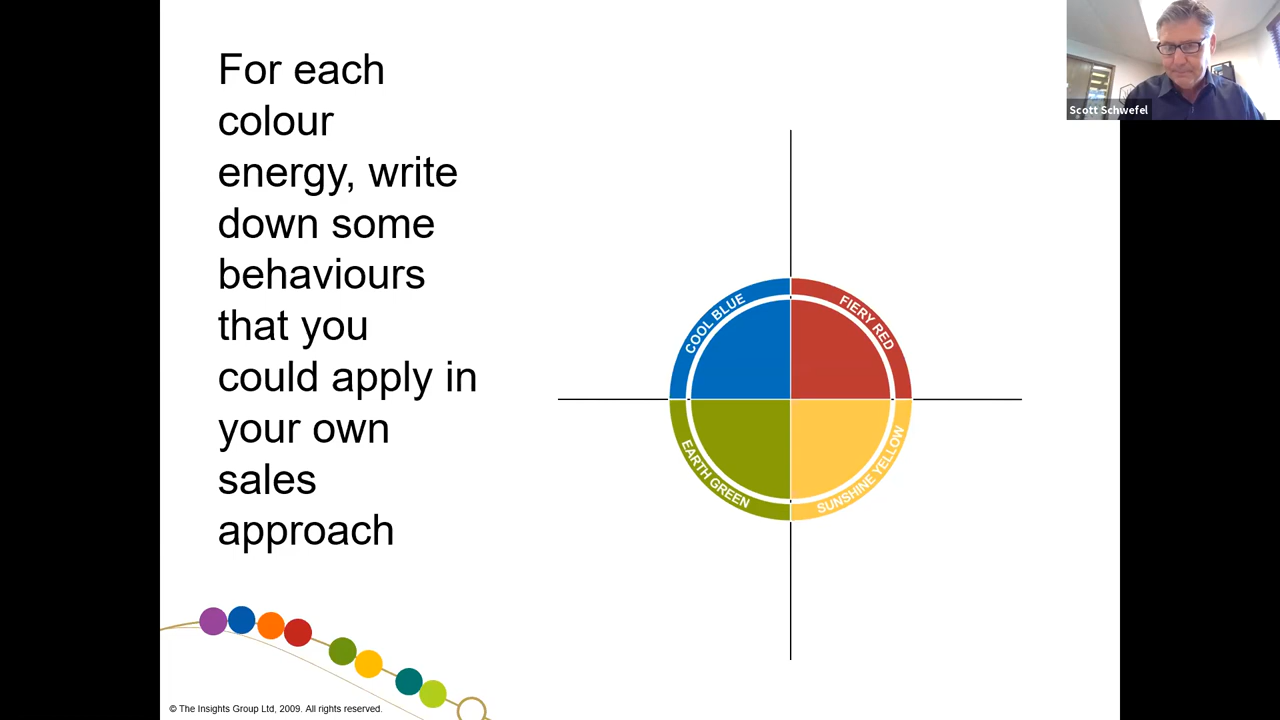 For each
colour
energy, write
down some
behaviours
that you
could apply in
your own
sales
approach
Scott Schwefel
COOL BLUE
FIERY RED
EARTH GREEN
SUNSHINE YELLOW
© The Insights Group Ltd, 2009. All rights reserved.